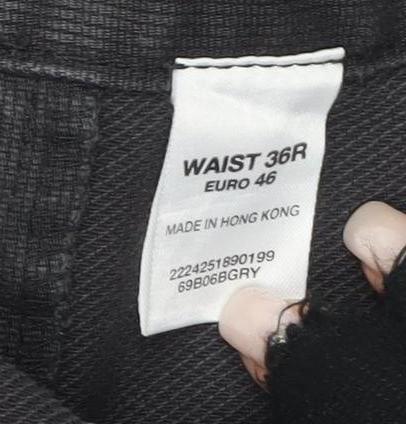 WAIST 36R
EURO 46
MADE IN HONG KONG
2224251890199
69B06BGRY